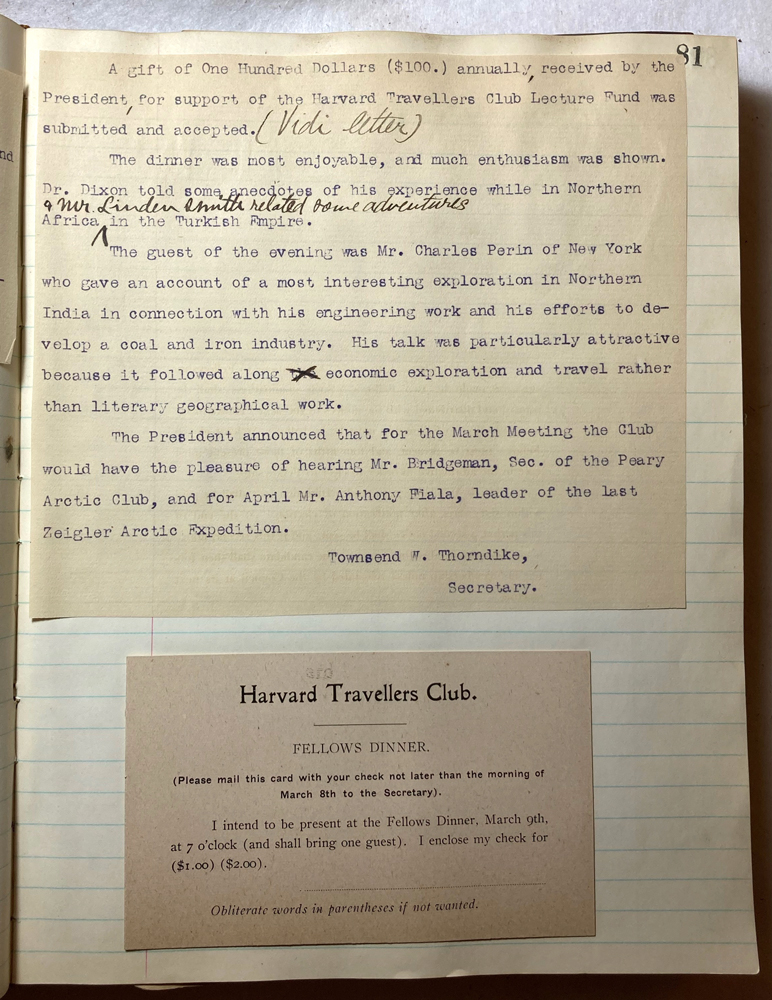 81
A gift of One Hundred Dollars ($100.) annually, received by the
President, for support of the Harvard Travellers Club Lecture Fund was
submitted and accepted. (Vidi letter)
The dinner was most enjoyable, and much enthusiasm was shown.
Dr. Dixon told some anecdotes of his experience while in Northern
& Mr. Linden Smith related some adventures
Africa in the Turkish Empire.
The guest of the evening was Mr. Charles Perin of New York
who gave an account of a most interesting exploration in Northern
India in connection with his engineering work and his efforts to de-
velop a coal and iron industry. His talk was particularly attractive
because it followed along economic exploration and travel rather
than literary geographical work.
The President announced that for the March Meeting the Club
would have the pleasure of hearing Mr. Bridgeman, Sec. of the Peary
Arctic Club, and for April Mr. Anthony Fiala, leader of the last
Zeigler Arctic Expedition.
Townsend W. Thorndike,
Secretary.
nd
Harvard Travellers Club.
FELLOWS DINNER.
(Please mail this card with your check not later than the morning of
March 8th to the Secretary).
I intend to be present at the Fellows Dinner, March 9th,
at 7 o'clock (and shall bring one guest). I enclose my check for
($1.00) ($2.00).
Obliterate words in parentheses if not wanted.